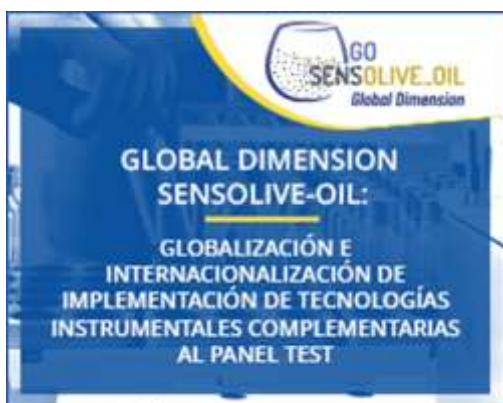 GO
SENSOLIVE_OIL
Global Dimension
GLOBAL DIMENSION
SENSOLIVE-OIL:
GLOBALIZACIÓN E
INTERNACIONALIZACIÓN DE
IMPLEMENTACIÓN DE TECNOLOGÍAS
INSTRUMENTALES COMPLEMENTARIAS
AL PANEL TEST